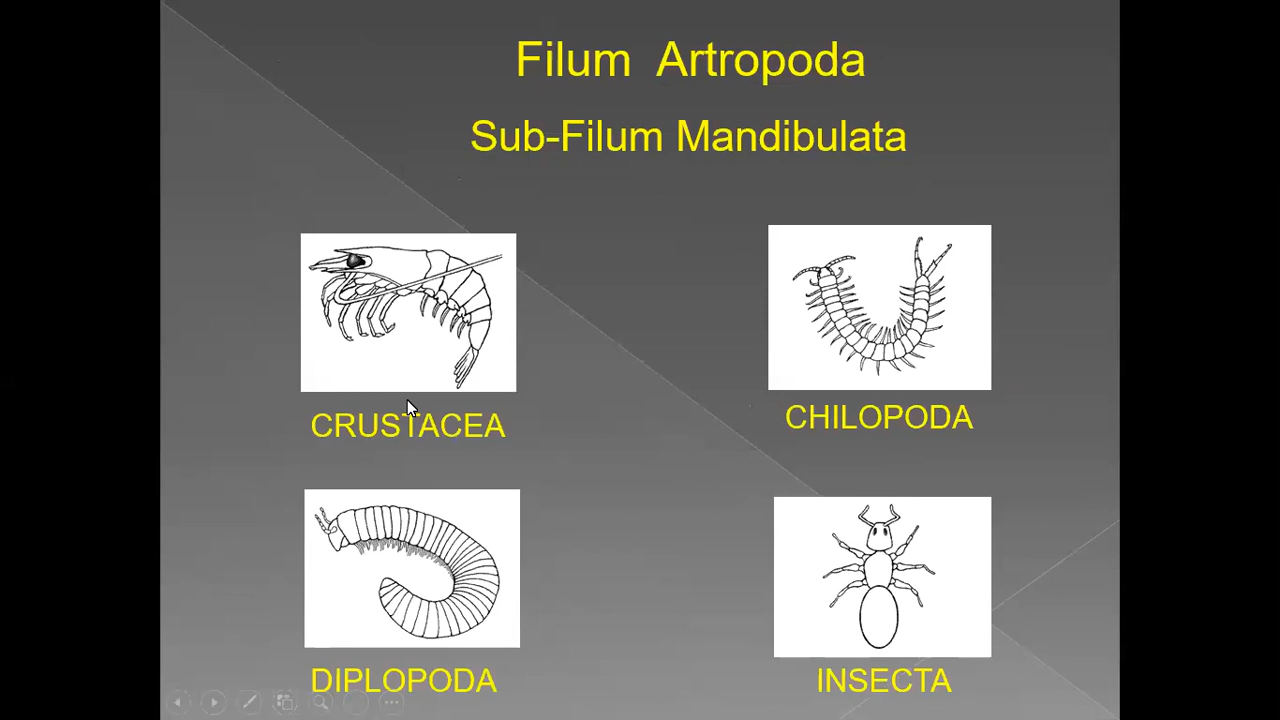 Filum Artropoda
Sub-Filum Mandibulata
CRUSTACEA
CHILOPODA
DIPLOPODA
INSECTA